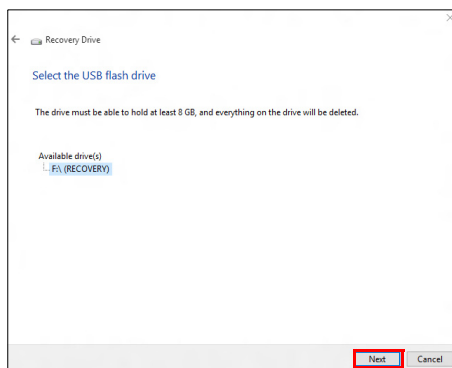 Recovery Drive
Select the USB flash drive
The drive must be able to hold at least 8 GB, and everything on the drive will be deleted.
Available drive(s)
F:\ (RECOVERY)
Next Cancel